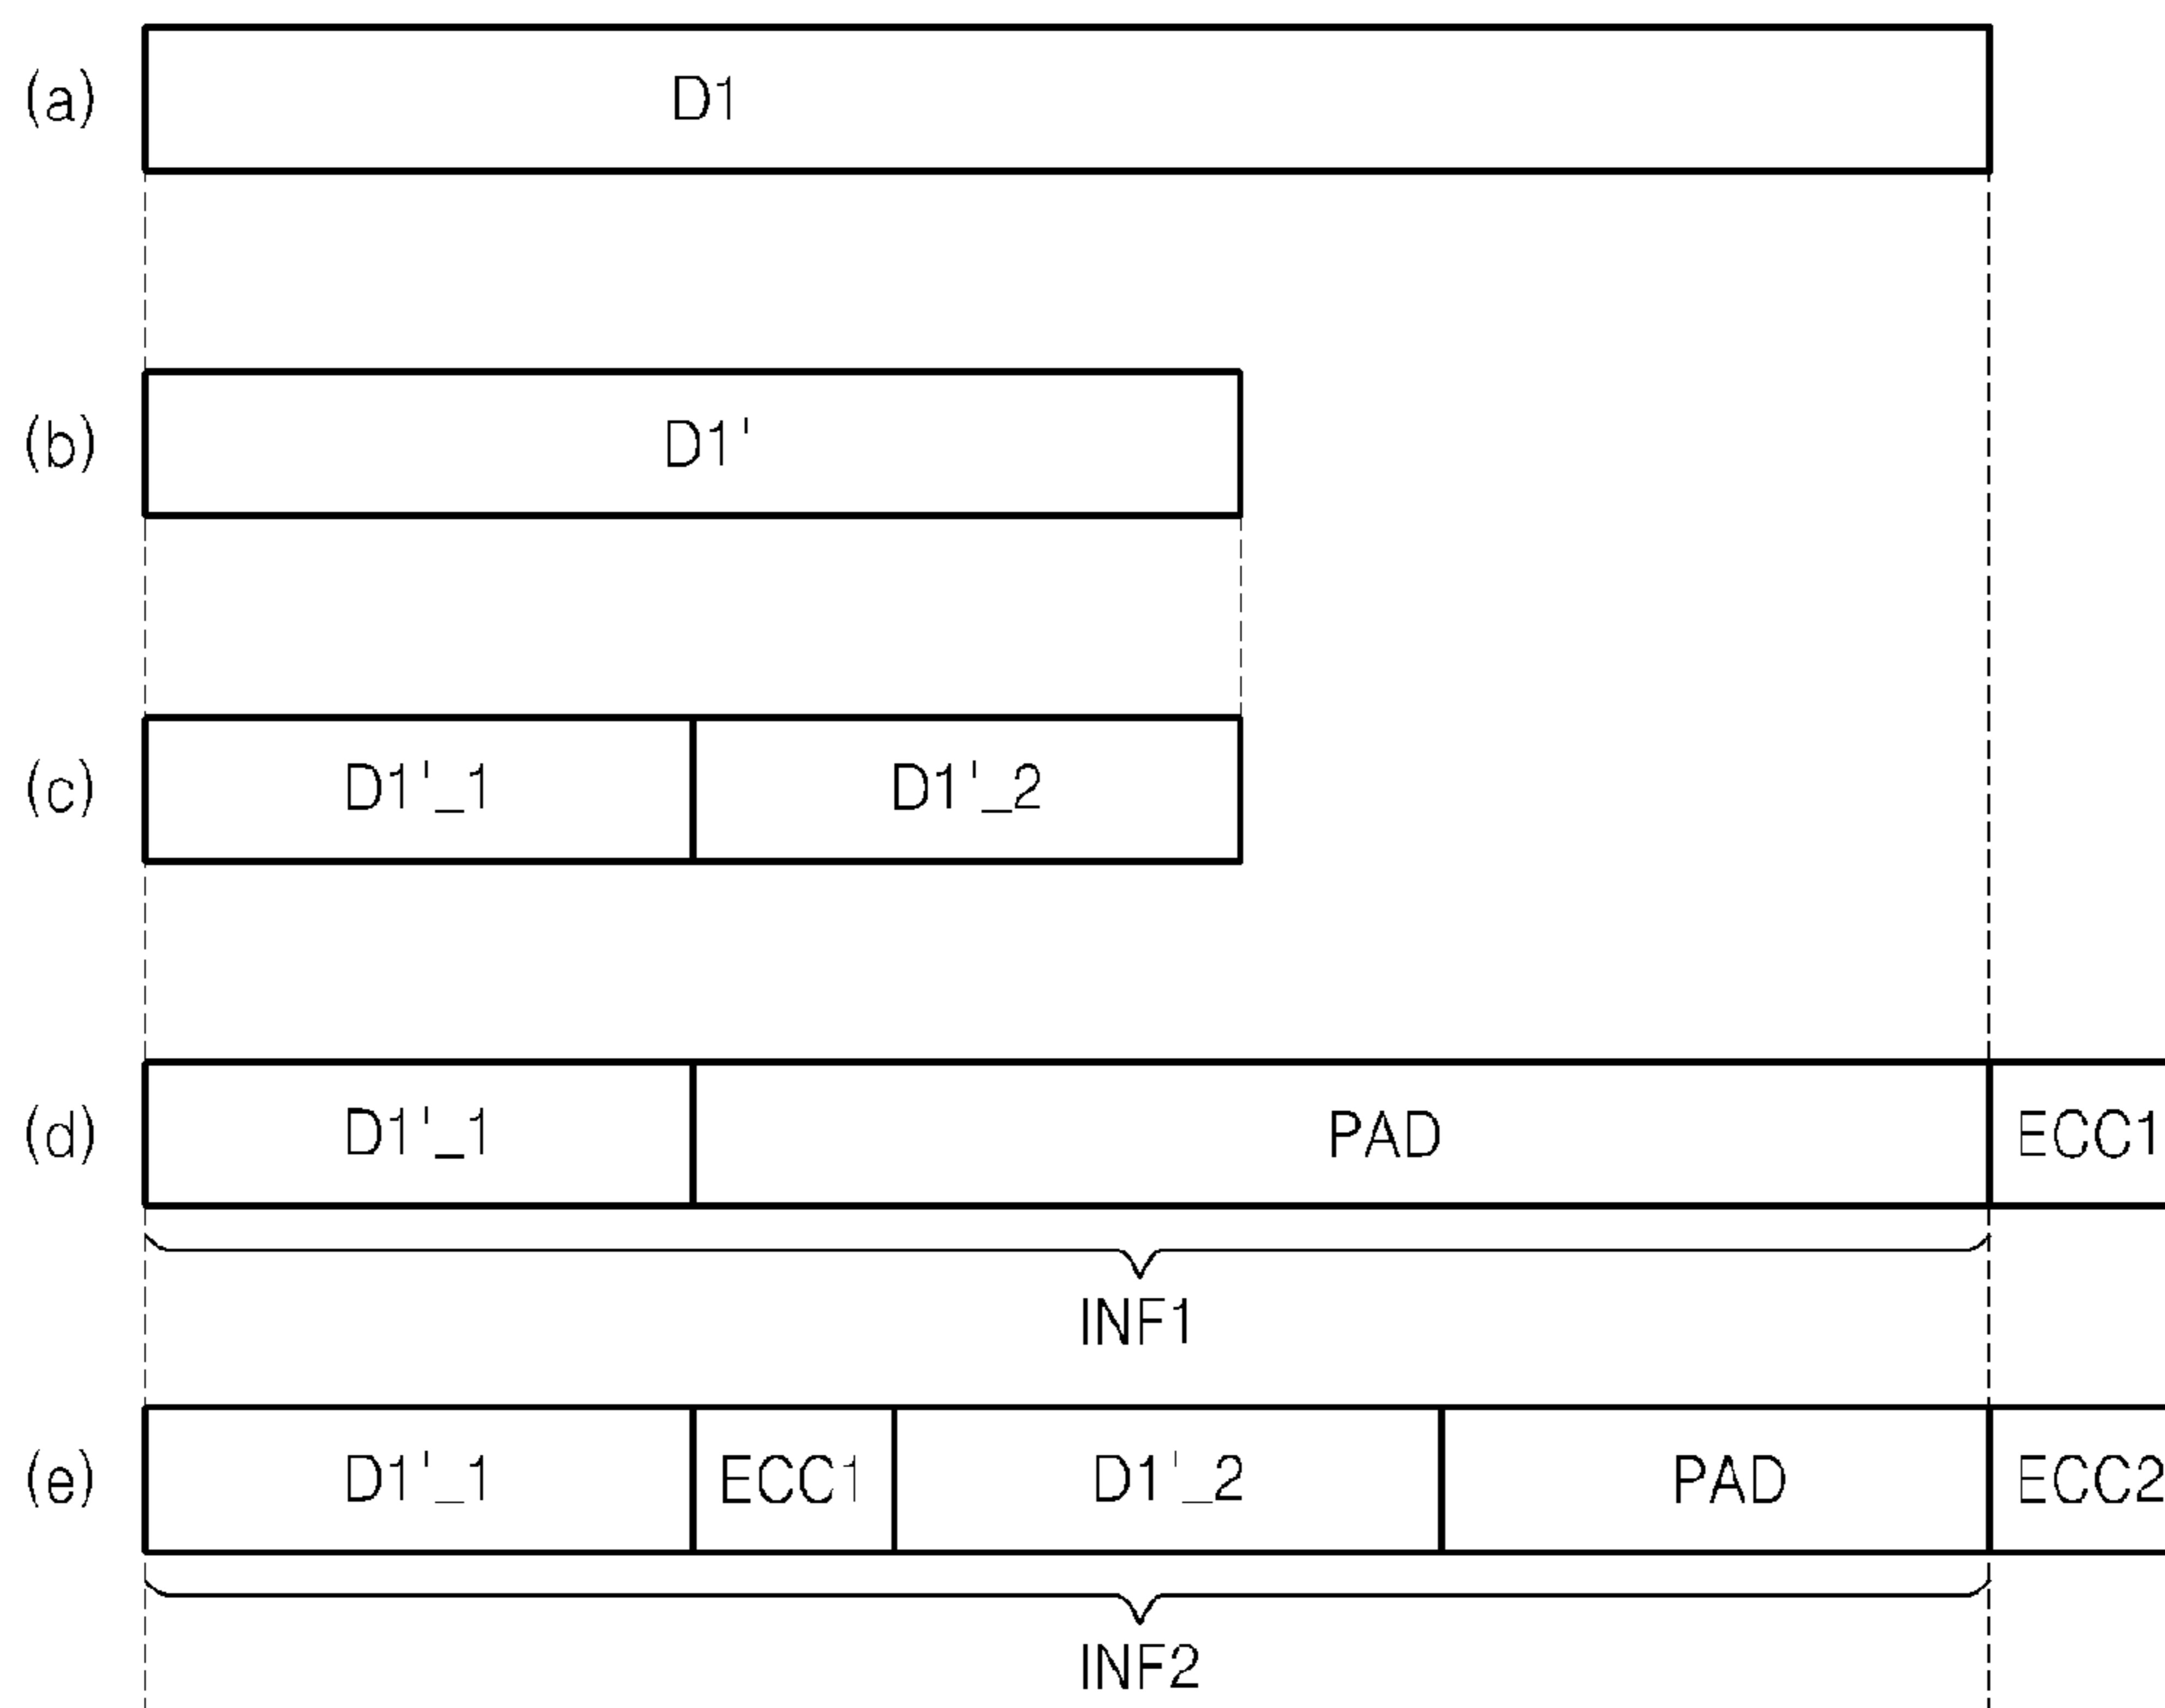 (a) D1
(b) D1'
(c) D1'_1 D1'_2
(d) D1'_1 PAD ECC1
INF1
(e) D1'_1 ECC1 D1'_2 PAD ECC2
INF2